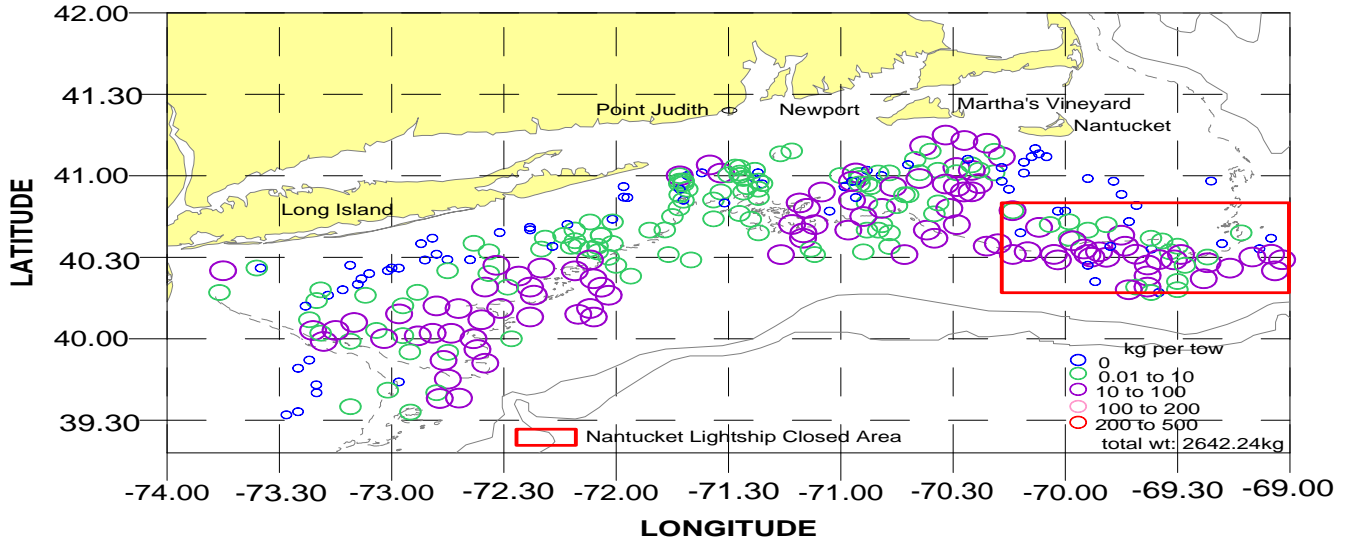 42.00
41.30
41.00
40.30
40.00
39.30
LATITUDE
Point Judith
Newport
Martha's Vineyard
Nantucket
Long Island
kg per tow
0
0.01 to 10
10 to 100
100 to 200
200 to 500
total wt: 2642.24kg
Nantucket Lightship Closed Area
-74.00 -73.30 -73.00 -72.30 -72.00 -71.30 -71.00 -70.30 -70.00 -69.30 -69.00
LONGITUDE